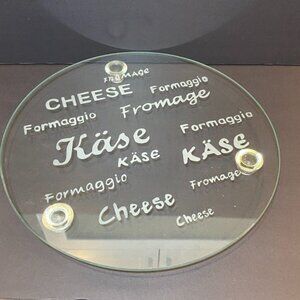 FROMAGE
CHEESE Formaggio
Formaggio Fromage
Formaggio
Käse KÄSE
KÄSE
Formaggio Fromage
Cheese Cheese